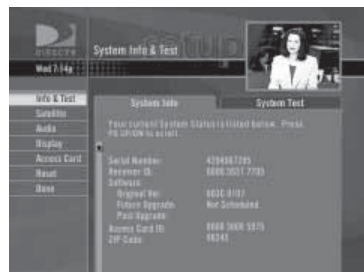 DIRECTV
setup
System Info & Test
Wed 7:14a
Info & Test
Satellite
Audio
Display
Access Card
Reset
Done
System Info
System Test
Your current System Status is listed below. Press
PG UP/DN to scroll.
Serial Number: 4294967295
Receiver ID:
Software
Original Ver:
Future Upgrade: Not Scheduled
Past Upgrade:
Access Card ID:
ZIP Code: